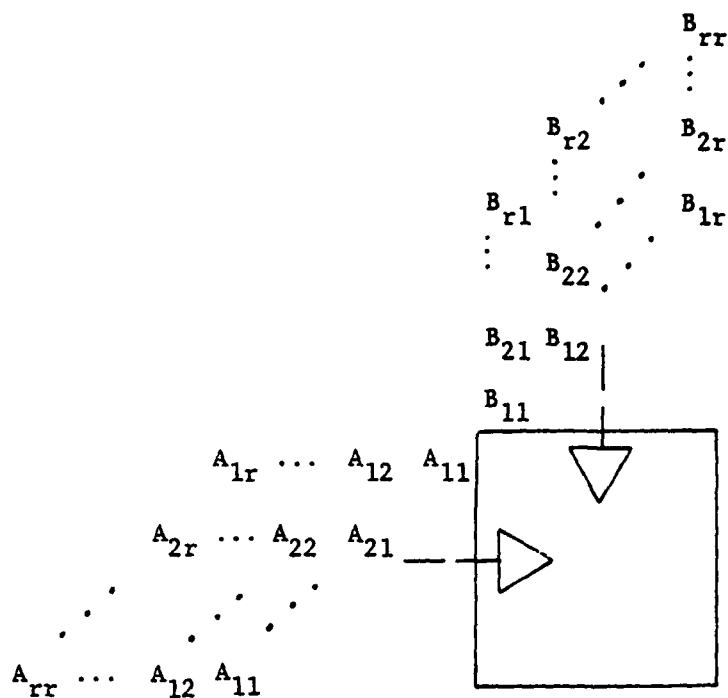 B_rr
B_r2 B_2r
B_r1 B_1r
B_22
B_21 B_12
B_11
A_1r ... A_12 A_11
A_2r ... A_22 A_21
A_rr ... A_12 A_11